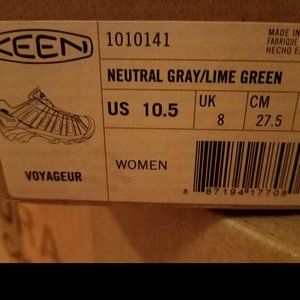 KEEN
1010141
MADE IN
FABRIQUE
HECHO E
NEUTRAL GRAY/LIME GREEN
US 10.5
UK
8
CM
27.5
WOMEN
VOYAGEUR
8 87194 17708